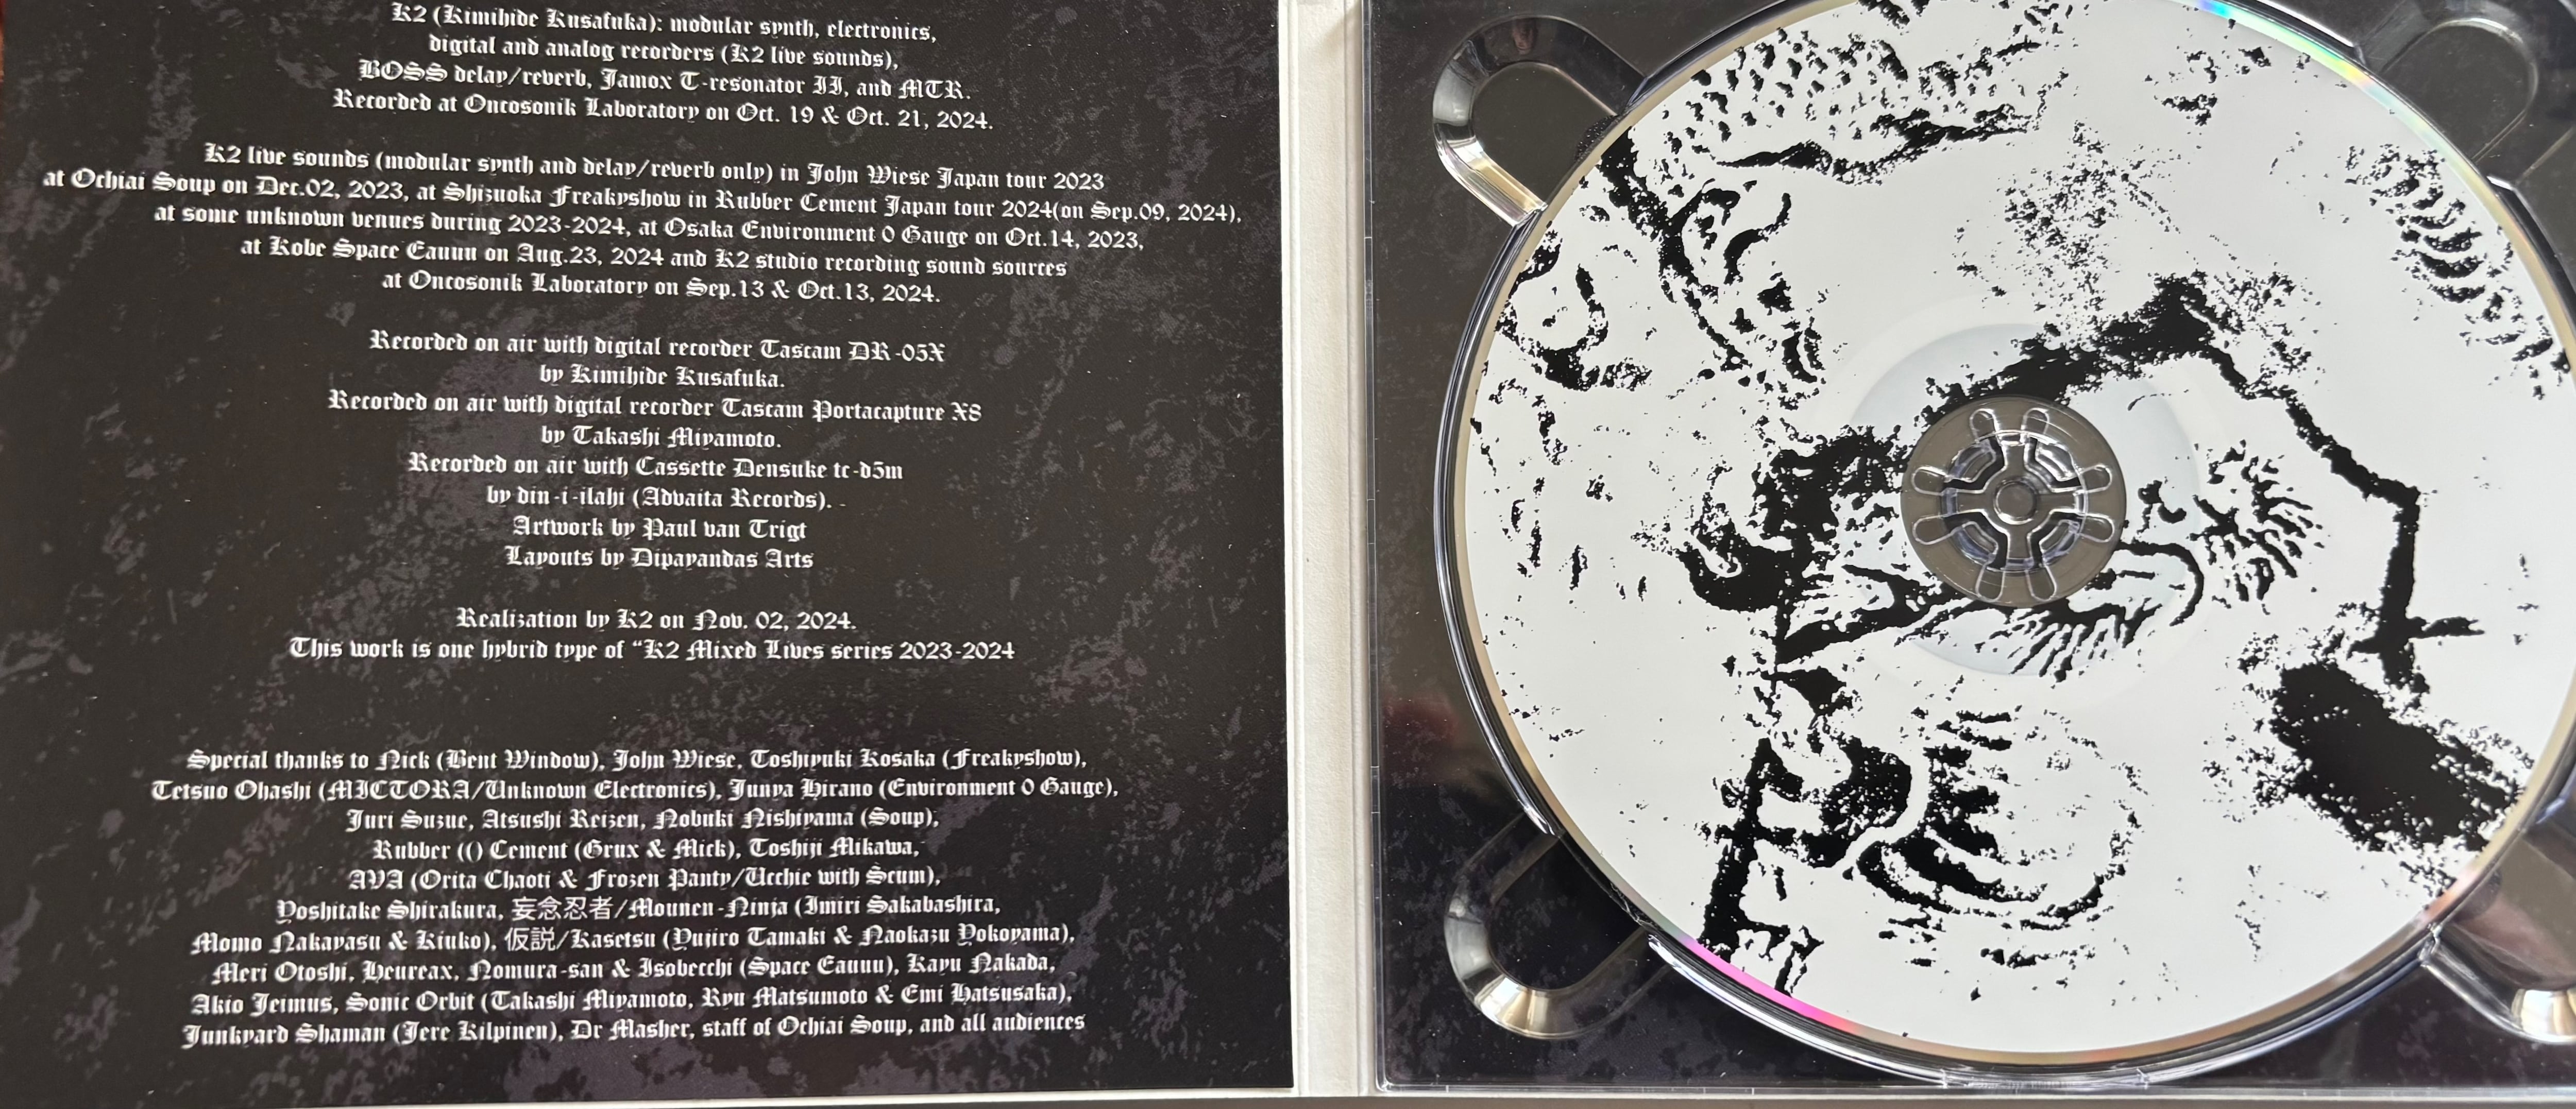 K2 (Kimihide Kusafuka): modular synth, electronics,
digital and analog recorders (K2 live sounds),
BOSS delay/reverb, Jamox T-resonator II, and MTR.
Recorded at Oncosonik Laboratory on Oct. 19 & Oct. 21, 2024.
K2 live sounds (modular synth and delay/reverb only) in John Wiese Japan tour 2023
at Ochiai Soup on Dec.02, 2023, at Shizuoka Freakyshow in Rubber Cement Japan tour 2024(on Sep.09, 2024),
at some unknown venues during 2023-2024, at Osaka Environment 0 Gauge on Oct.14, 2023,
at Kobe Space Eauuu on Aug.23, 2024 and K2 studio recording sound sources
at Oncosonik Laboratory on Sep.13 & Oct.13, 2024.
Recorded on air with digital recorder Tascam DR-05X
by Kimihide Kusafuka.
Recorded on air with digital recorder Tascam Portacapture X8
by Takashi Miyamoto.
Recorded on air with Cassette Densuke tc-d5m
by din-i-ilahi (Advaita Records). -
Artwork by Paul van Trigt
Layouts by Dipayandas Arts
Realization by K2 on Nov. 02, 2024.
This work is one hybrid type of “K2 Mixed Lives series 2023-2024
Special thanks to Nick (Bent Window), John Wiese, Toshiyuki Kosaka (Freakyshow),
Tetsuo Ohashi (MICTORA/Unknown Electronics), Junya Hirano (Environment 0 Gauge),
Juri Suzue, Atsushi Reizen, Nobuki Nishiyama (Soup),
Rubber (() Cement (Grux & Mick), Toshiji Mikawa,
AVA (Orita Chaoti & Frozen Panty/Ucchie with Scum),
Yoshitake Shirakura, 妄念忍者/Mounen-Ninja (Imiri Sakabashira,
Momo Nakayasu & Kiuko), 仮説/Kasetsu (Yujiro Tamaki & Naokazu Yokoyama),
Meri Otoshi, Heureax, Nomura-san & Isobecchi (Space Eauuu), Kayu Nakada,
Akio Jeimus, Sonic Orbit (Takashi Miyamoto, Ryu Matsumoto & Emi Hatsusaka),
Junkyard Shaman (Jere Kilpinen), Dr Masher, staff of Ochiai Soup, and all audiences